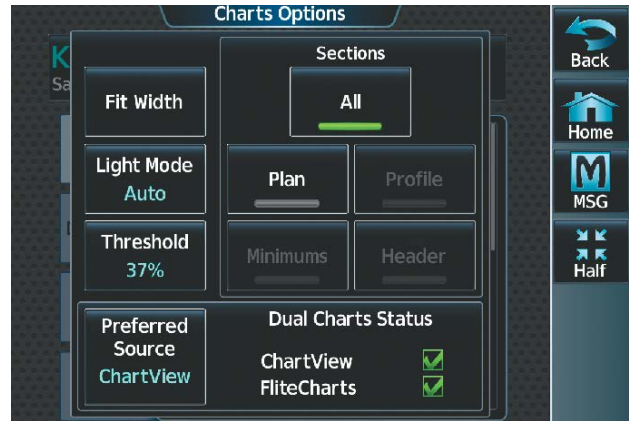 Charts Options
K
Sa
Sections
Fit Width
All
Light Mode
Auto
Plan
Profile
Threshold
37%
Minimums
Header
Preferred
Source
ChartView
Dual Charts Status
ChartView
FliteCharts
Back
Home
MSG
Half